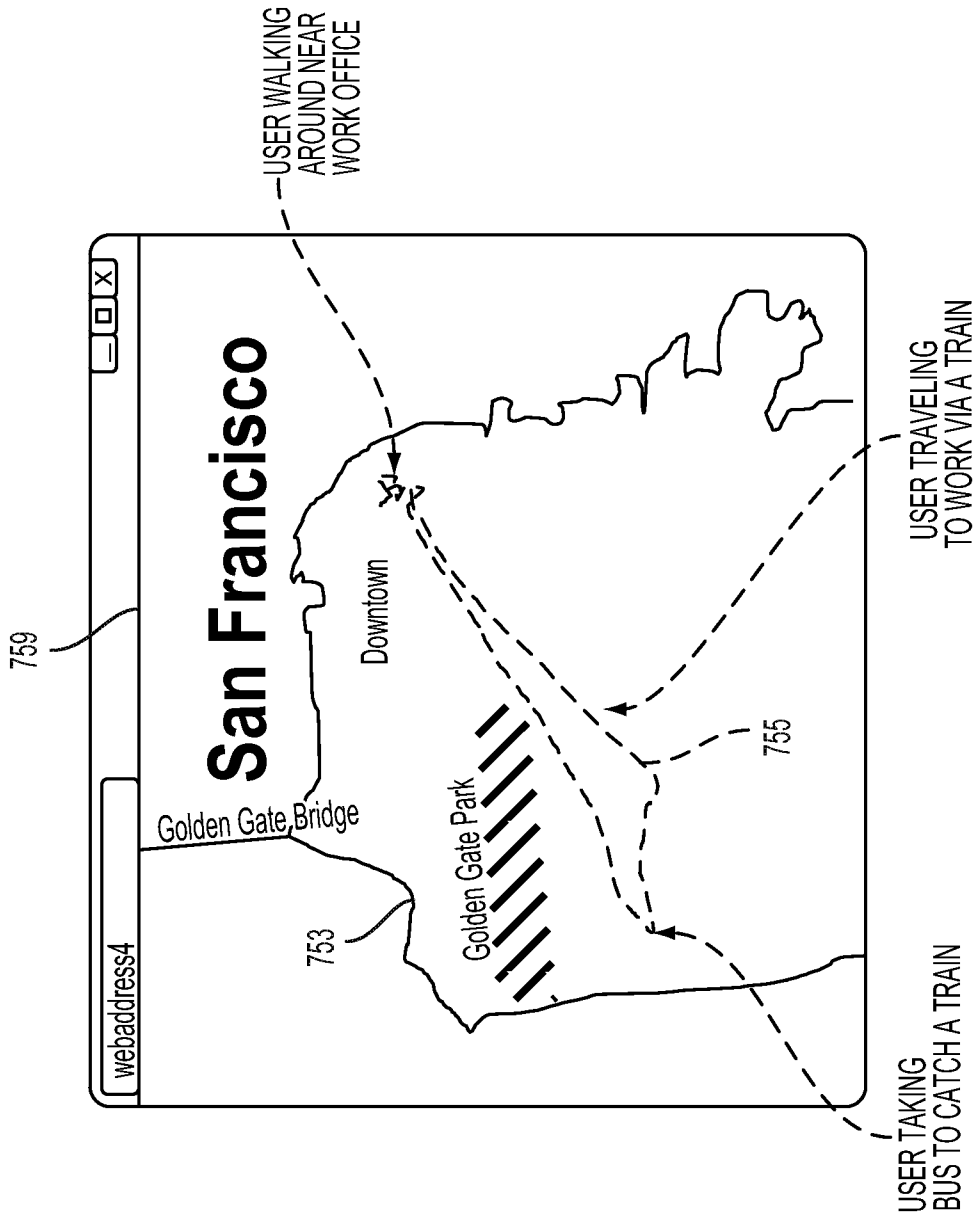 759
webaddress4
_ X
San Francisco
Golden Gate Bridge
753
Downtown
Golden Gate Park
755
USER WALKING
AROUND NEAR
WORK OFFICE
USER TRAVELING
TO WORK VIA A TRAIN
USER TAKING
BUS TO CATCH A TRAIN